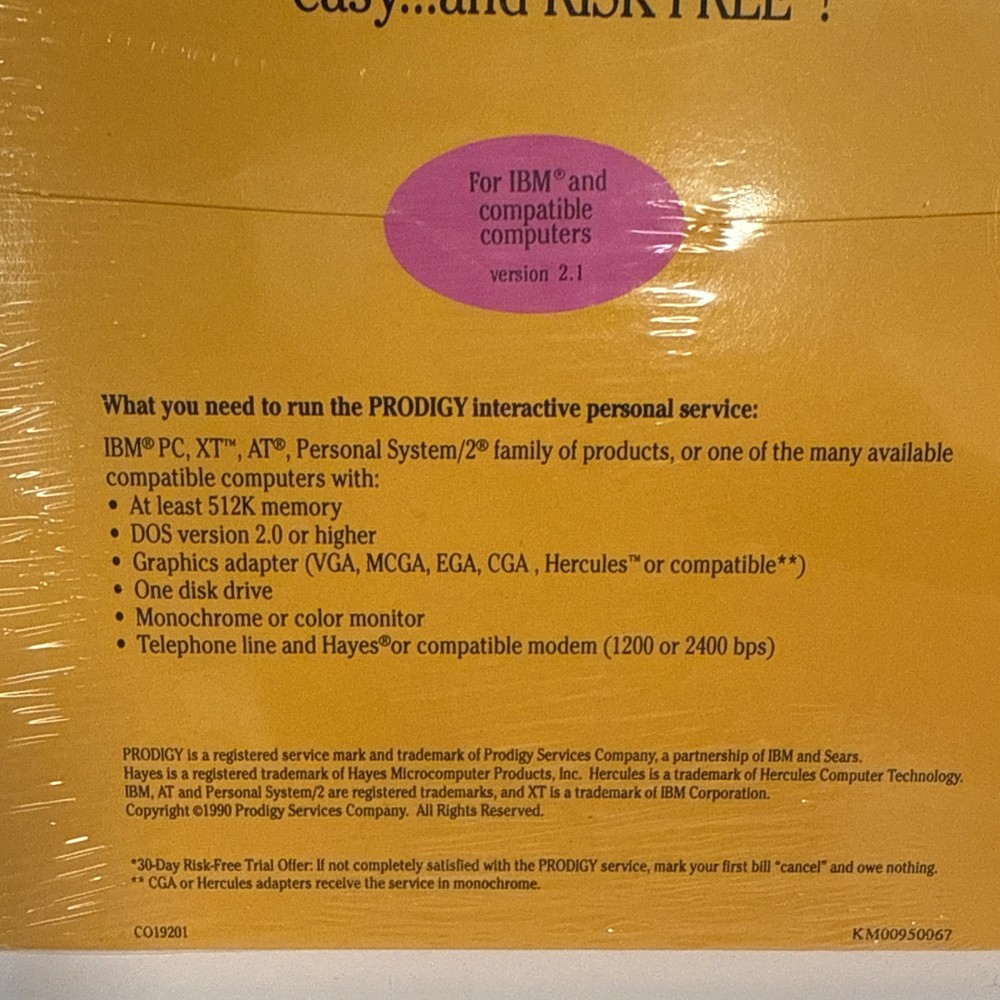 easy...and RISK FREE*!
For IBM® and
compatible
computers
version 2.1
What you need to run the PRODIGY interactive personal service:
IBM® PC, XT™, AT®, Personal System/2® family of products, or one of the many available
compatible computers with:
• At least 512K memory
• DOS version 2.0 or higher
• Graphics adapter (VGA, MCGA, EGA, CGA , Hercules™ or compatible**)
• One disk drive
• Monochrome or color monitor
• Telephone line and Hayes®or compatible modem (1200 or 2400 bps)
PRODIGY is a registered service mark and trademark of Prodigy Services Company, a partnership of IBM and Sears.
Hayes is a registered trademark of Hayes Microcomputer Products, Inc. Hercules is a trademark of Hercules Computer Technology.
IBM, AT and Personal System/2 are registered trademarks, and XT is a trademark of IBM Corporation.
Copyright ©1990 Prodigy Services Company. All Rights Reserved.
*30-Day Risk-Free Trial Offer: If not completely satisfied with the PRODIGY service, mark your first bill "cancel" and owe nothing.
** CGA or Hercules adapters receive the service in monochrome.
CO19201
KM00950067